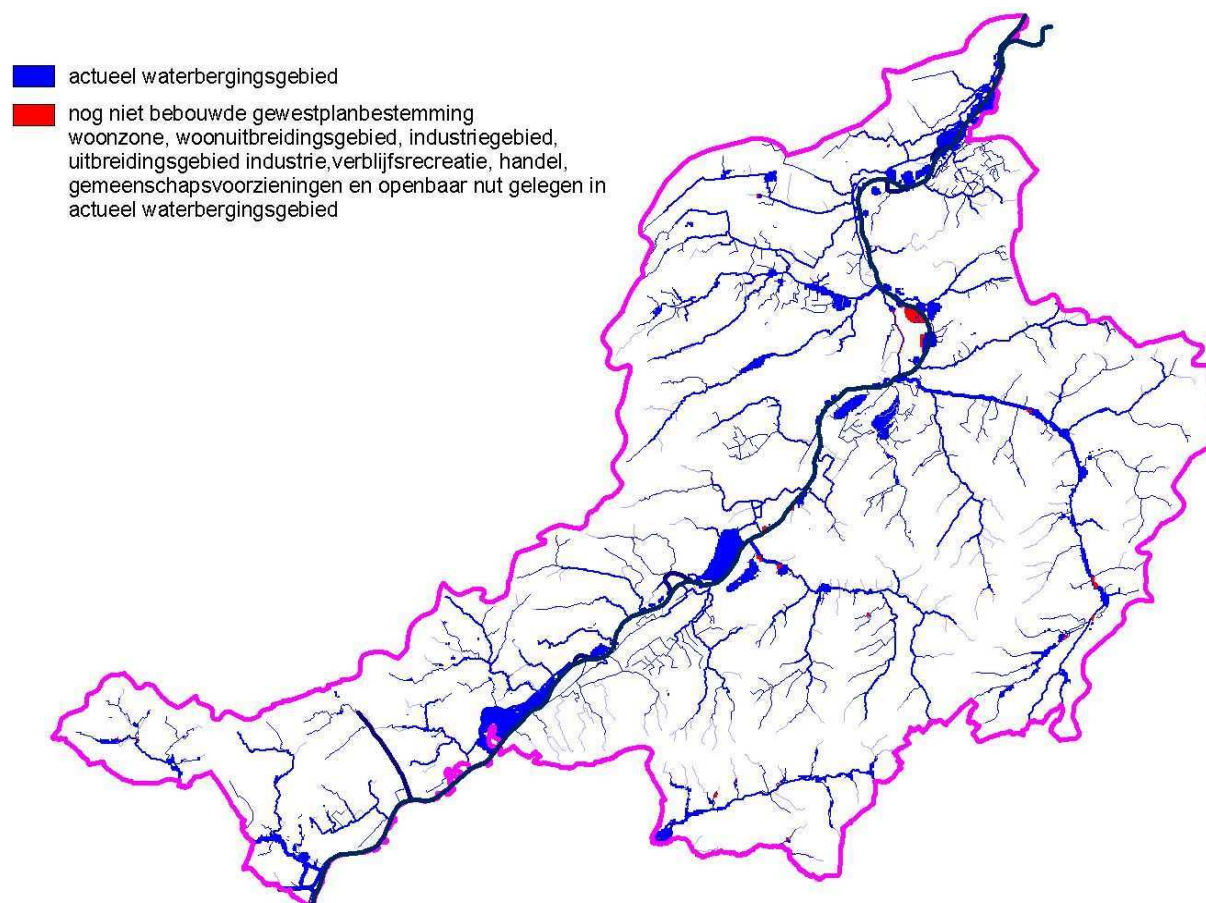 actueel waterbergingsgebied
nog niet bebouwde gewestplanbestemming
woonzone, woonuitbreidingsgebied, industriegebied,
uitbreidingsgebied industrie,verblijfsrecreatie, handel,
gemeenschapsvoorzieningen en openbaar nut gelegen in
actueel waterbergingsgebied